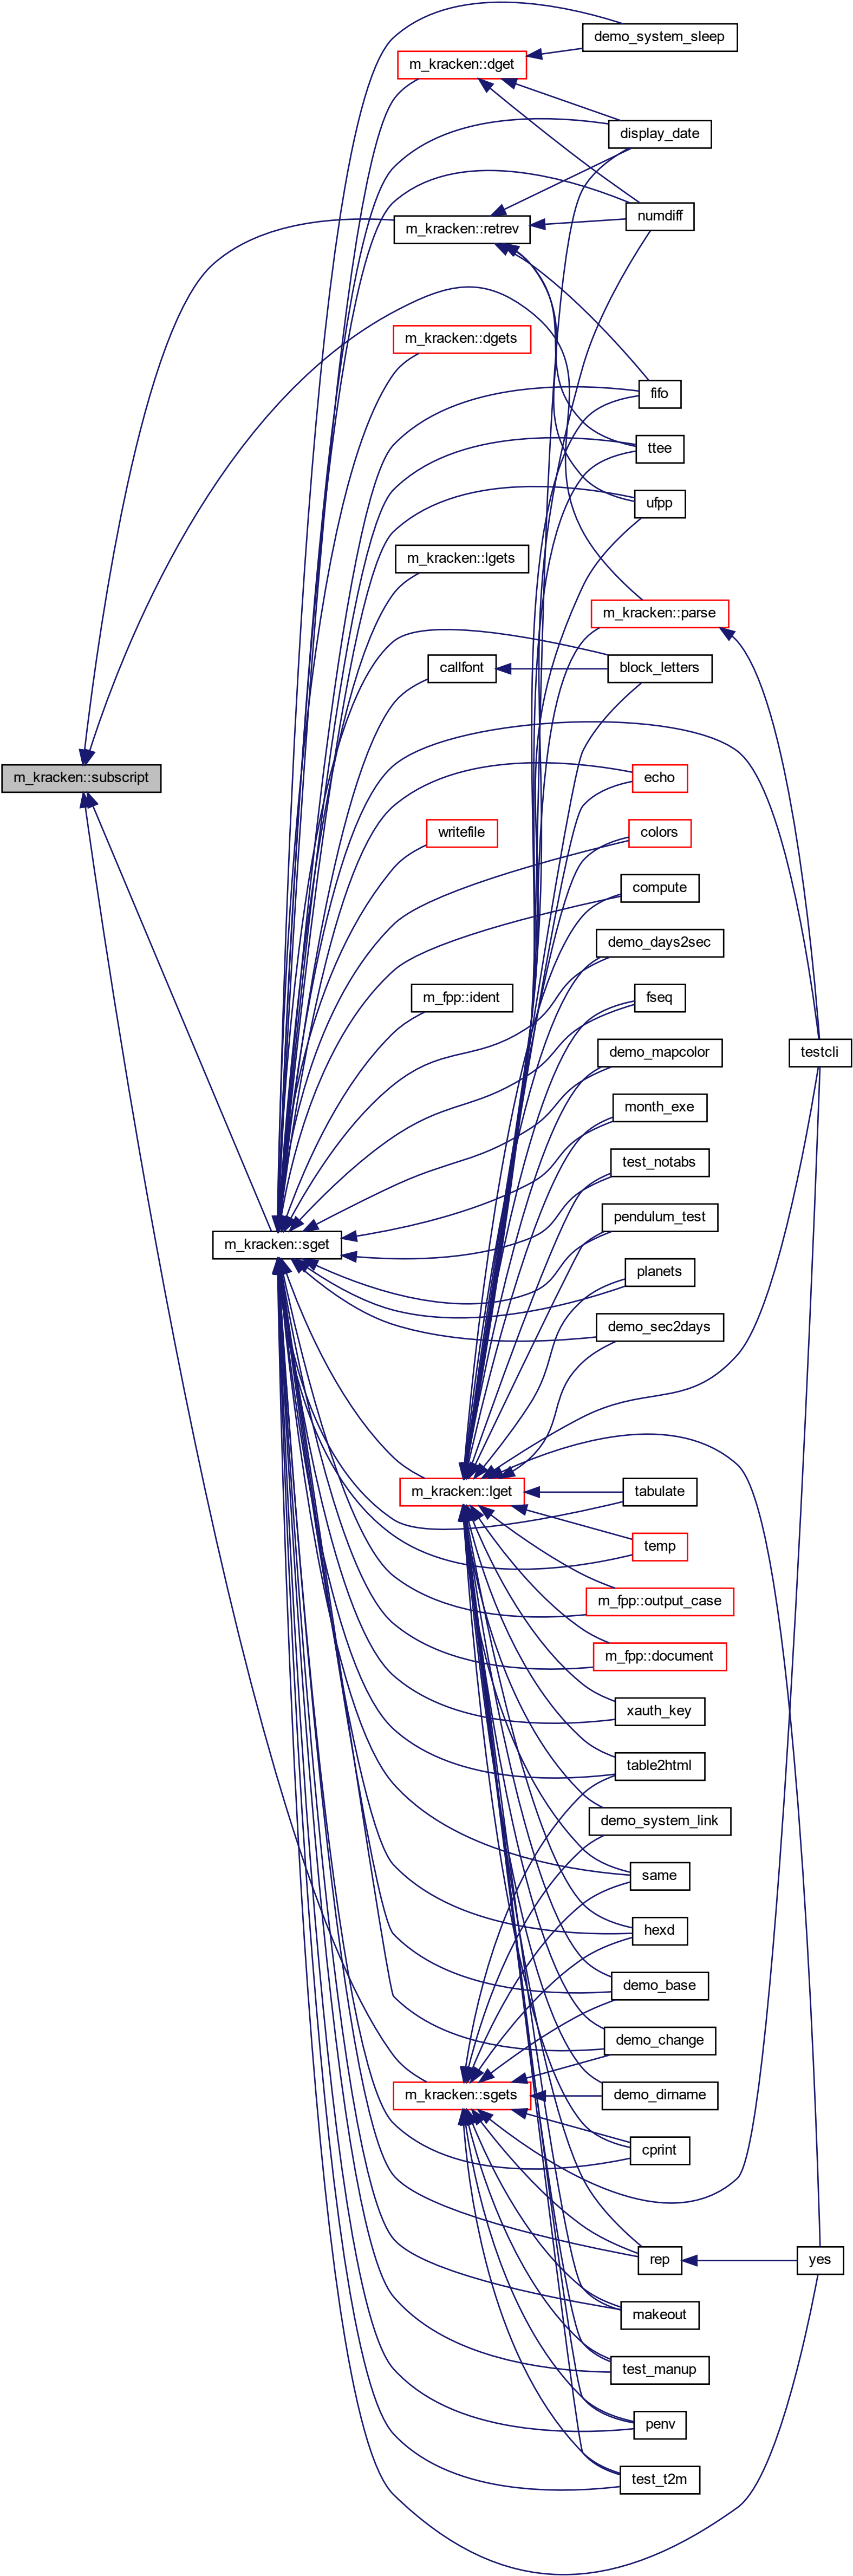 demo_system_sleep
m_kracken::dget
display_date
numdiff
m_kracken::retrev
m_kracken::dgets
fifo
ttee
ufpp
m_kracken::lgets
m_kracken::parse
callfont
block_letters
m_kracken::subscript
echo
writefile
colors
compute
demo_days2sec
m_fpp::ident
fseq
testcli
demo_mapcolor
month_exe
test_notabs
pendulum_test
m_kracken::sget
planets
demo_sec2days
m_kracken::lget
tabulate
temp
m_fpp::output_case
m_fpp::document
xauth_key
table2html
demo_system_link
same
hexd
demo_base
demo_change
m_kracken::sgets
demo_dirname
cprint
rep
yes
makeout
test_manup
penv
test_t2m